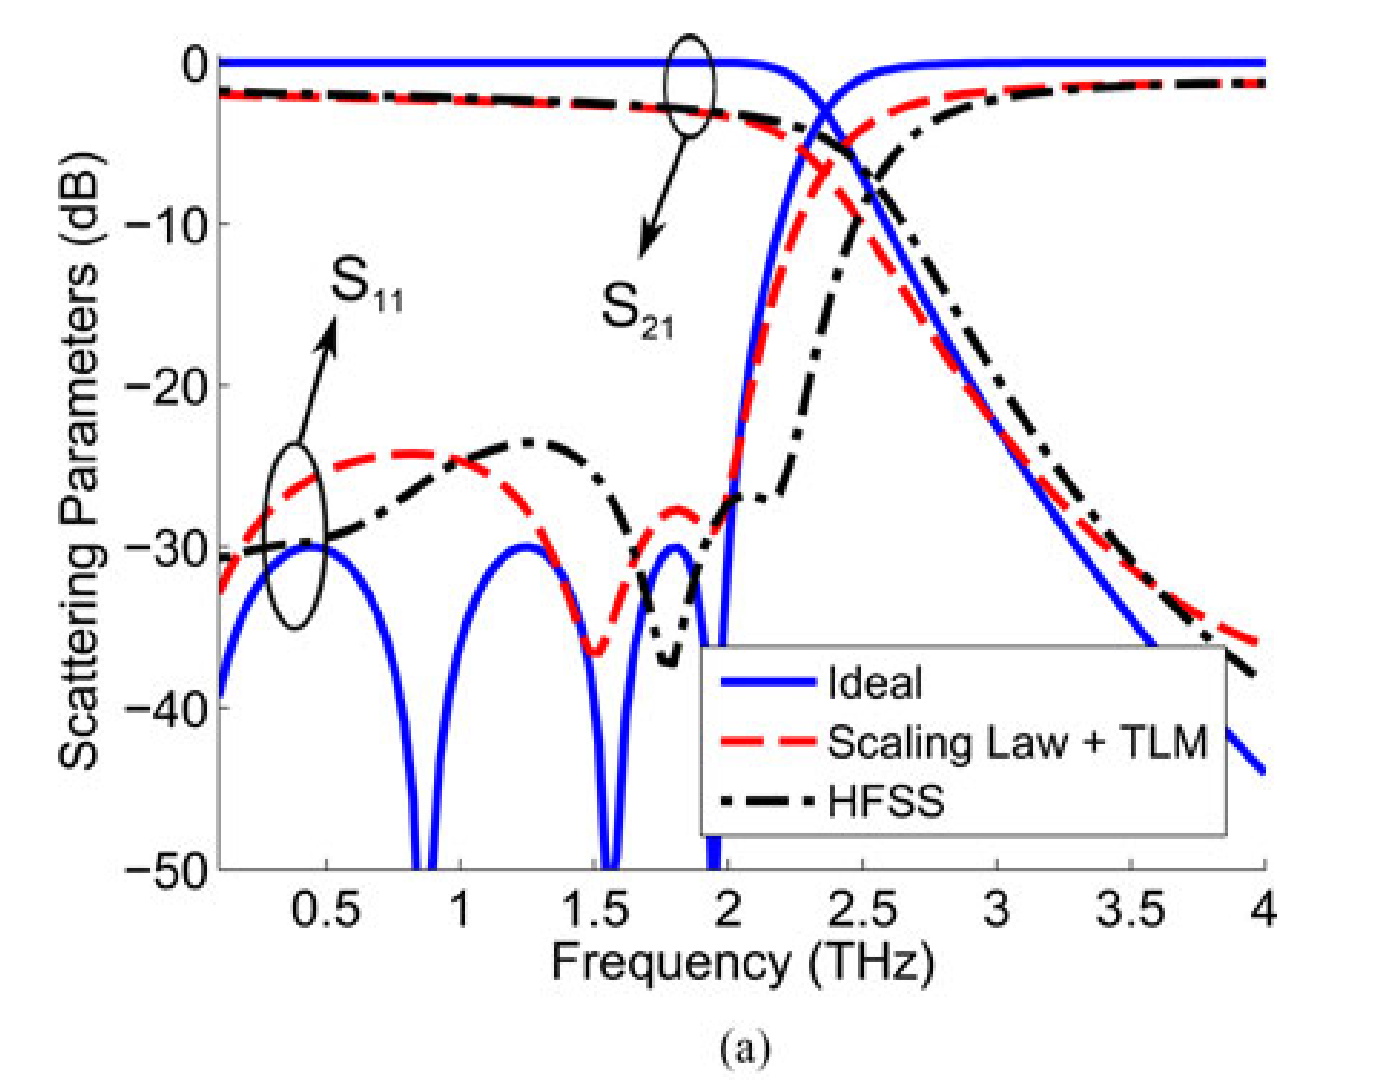 0
−10
−20
−30
−40
−50
Scattering Parameters (dB)
S11
S21
Ideal
Scaling Law + TLM
HFSS
0.5 1 1.5 2 2.5 3 3.5 4
Frequency (THz)
(a)